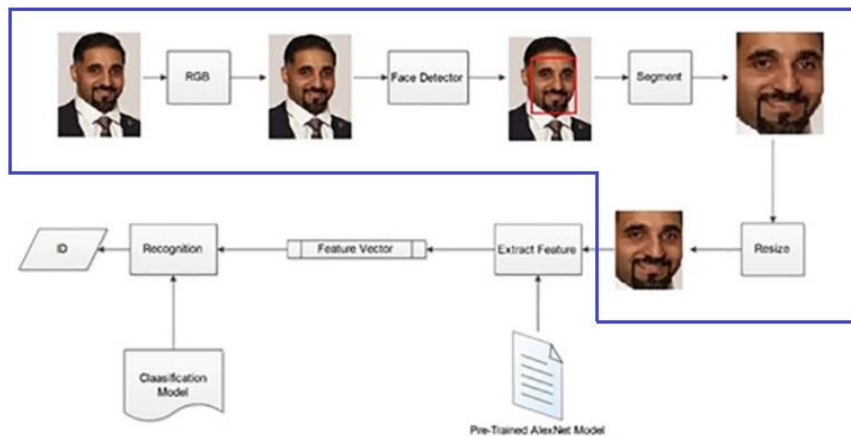 RGB
Face Detector
Segment
Resize
Extract Feature
Feature Vector
Recognition
ID
Claasification
Model
Pre-Trained AlexNet Model